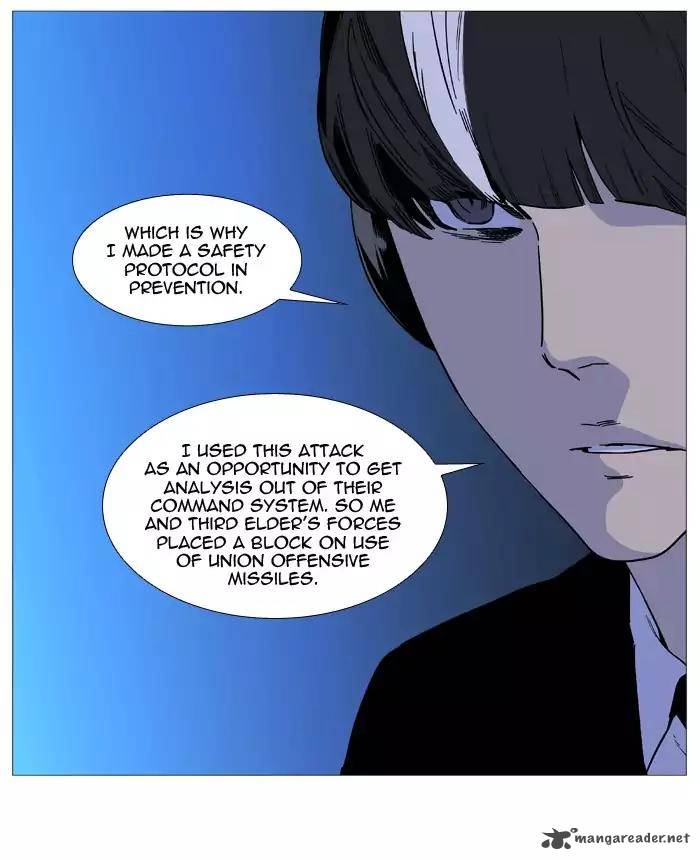 WHICH IS WHY
I MADE A SAFETY
PROTOCOL IN
PREVENTION.
I USED THIS ATTACK
AS AN OPPORTUNITY TO GET
ANALYSIS OUT OF THEIR
COMMAND SYSTEM. SO ME
AND THIRD ELDER'S FORCES
PLACED A BLOCK ON USE
OF UNION OFFENSIVE
MISSILES.
mangareader.net